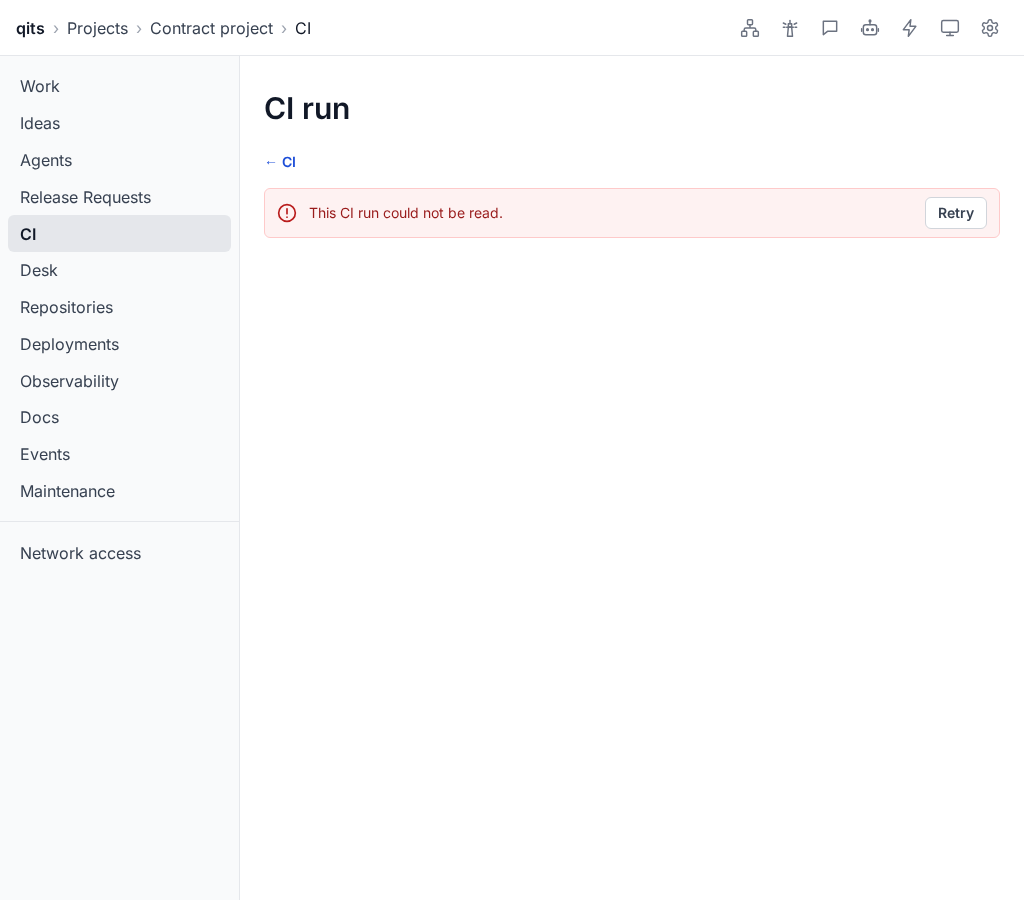 qits › Projects › Contract project › CI
Work
Ideas
Agents
Release Requests
CI
Desk
Repositories
Deployments
Observability
Docs
Events
Maintenance
Network access
CI run
← CI
This CI run could not be read.
Retry